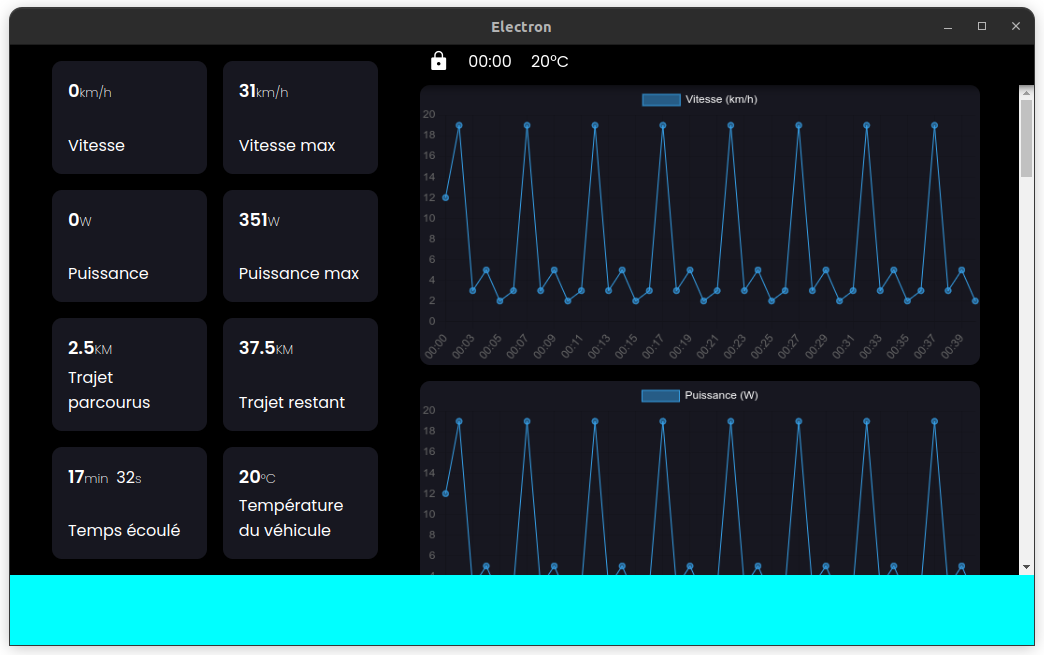 Electron
00:00 20°C
0km/h
Vitesse
31km/h
Vitesse max
0W
Puissance
351W
Puissance max
2.5KM
Trajet
parcourus
37.5KM
Trajet restant
17min 32s
Temps écoulé
20°C
Température
du véhicule
Vitesse (km/h)
20
18
16
14
12
10
8
6
4
2
0
00:00 00:03 00:05 00:07 00:09 00:11 00:13 00:15 00:17 00:19 00:21 00:23 00:25 00:27 00:29 00:31 00:33 00:35 00:37 00:39
Puissance (W)
20
18
16
14
12
10
8
6
4